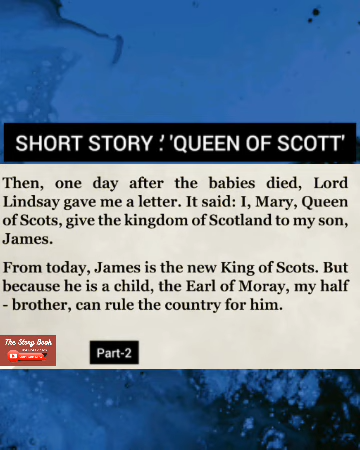 SHORT STORY :' 'QUEEN OF SCOTT'
Then, one day after the babies died, Lord
Lindsay gave me a letter. It said: I, Mary, Queen
of Scots, give the kingdom of Scotland to my son,
James.
From today, James is the new King of Scots. But
because he is a child, the Earl of Moray, my half
- brother, can rule the country for him.
The Story Book
Part-2